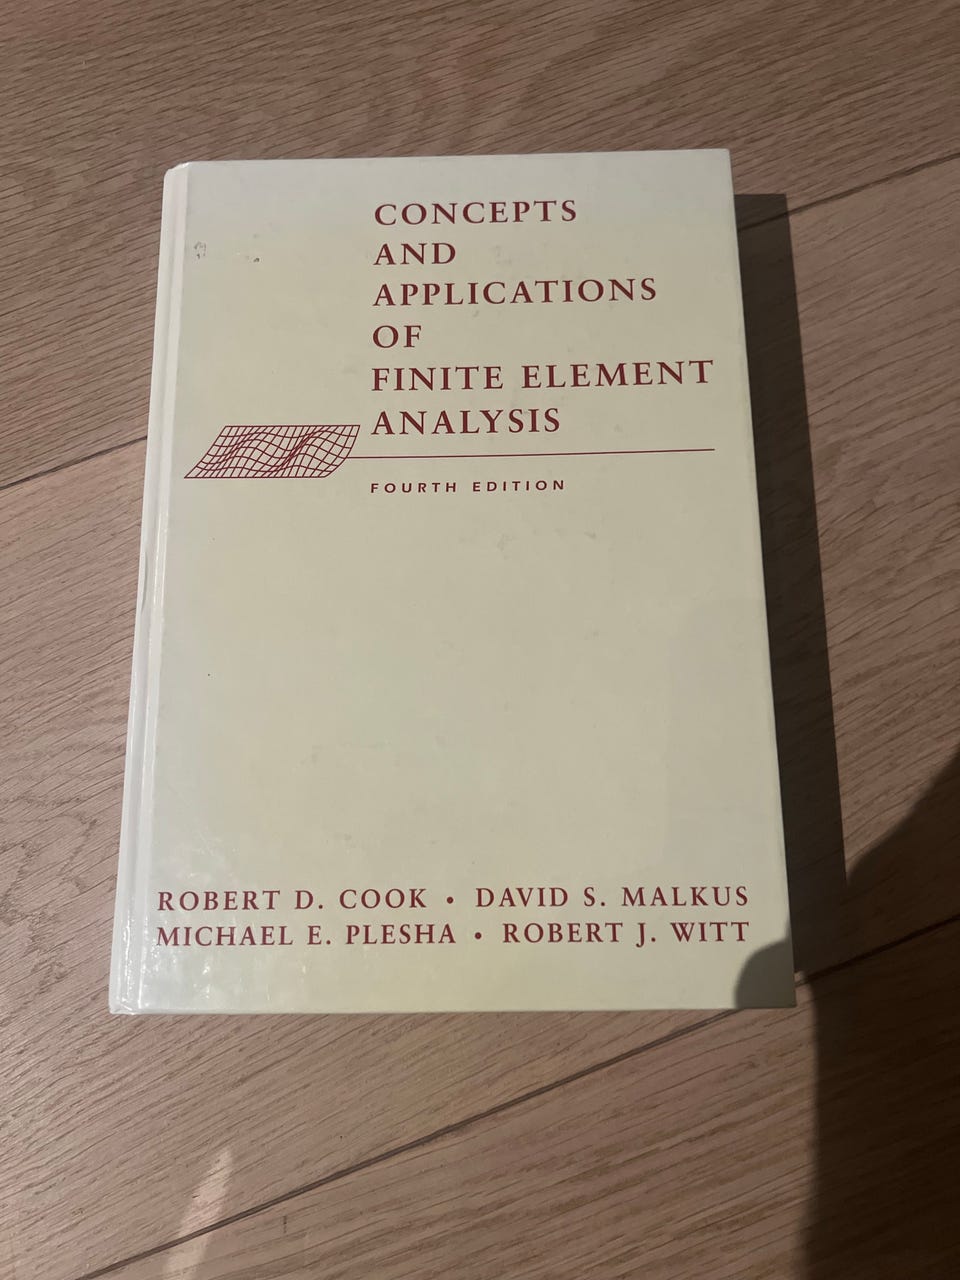 CONCEPTS
AND
APPLICATIONS
OF
FINITE ELEMENT
ANALYSIS
FOURTH EDITION
ROBERT D. COOK • DAVID S. MALKUS
MICHAEL E. PLESHA • ROBERT J. WITT